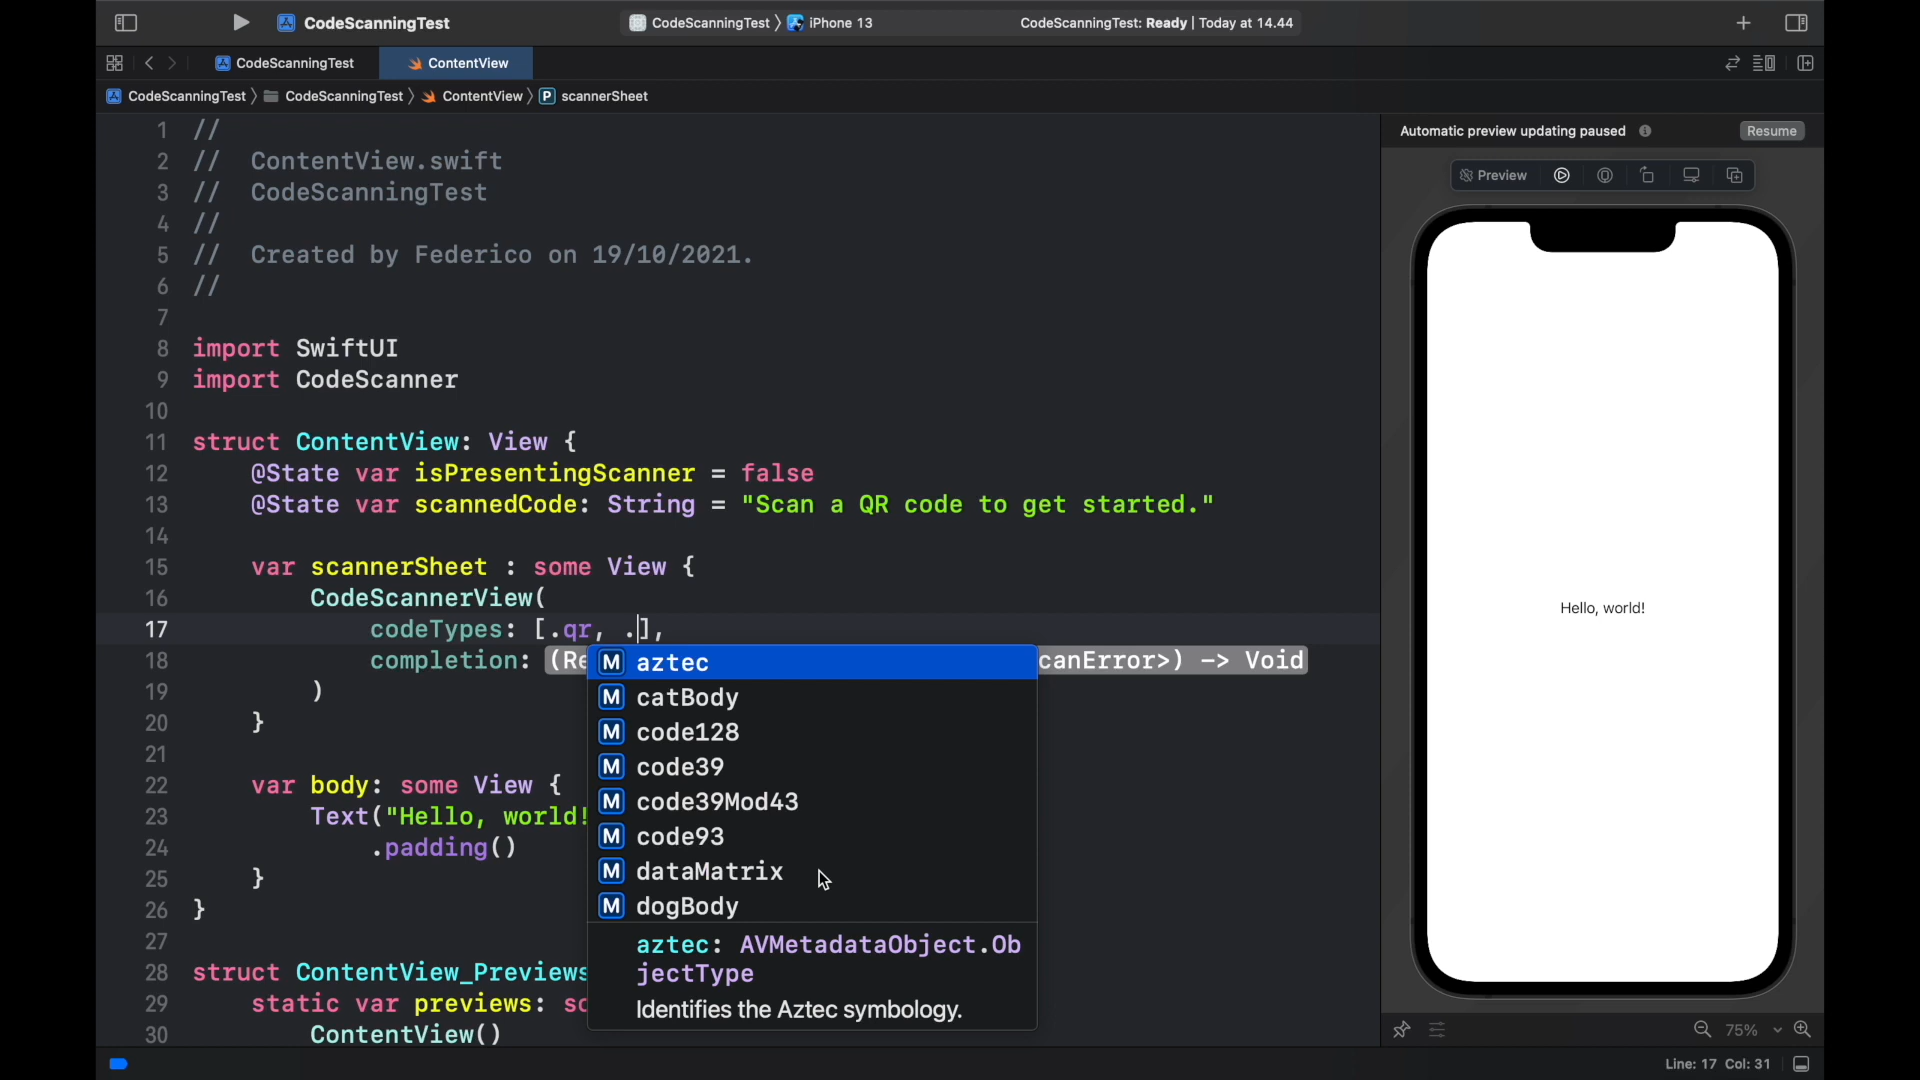 CodeScanningTest
CodeScanningTest
iPhone 13
CodeScanningTest: Ready | Today at 14.44
CodeScanningTest
ContentView
CodeScanningTest
CodeScanningTest
ContentView
P scannerSheet
1 //
2 //  ContentView.swift
3 //  CodeScanningTest
4 //
5 //  Created by Federico on 19/10/2021.
6 //
7
8 import SwiftUI
9 import CodeScanner
10
11 struct ContentView: View {
12     @State var isPresentingScanner = false
13     @State var scannedCode: String = "Scan a QR code to get started."
14
15     var scannerSheet : some View {
16         CodeScannerView(
17             codeTypes: [.qr, .],
18             completion: (Re
canError>) -> Void
19         )
20     }
21
22     var body: some View {
23         Text("Hello, world!
24             .padding()
25     }
26 }
27
28 struct ContentView_Previews
29     static var previews: so
30         ContentView()
M aztec
M catBody
M code128
M code39
M code39Mod43
M code93
M dataMatrix
M dogBody
aztec: AVMetadataObject.Ob
jectType
Identifies the Aztec symbology.
Automatic preview updating paused
Resume
Preview
Hello, world!
75%
Line: 17 Col: 31